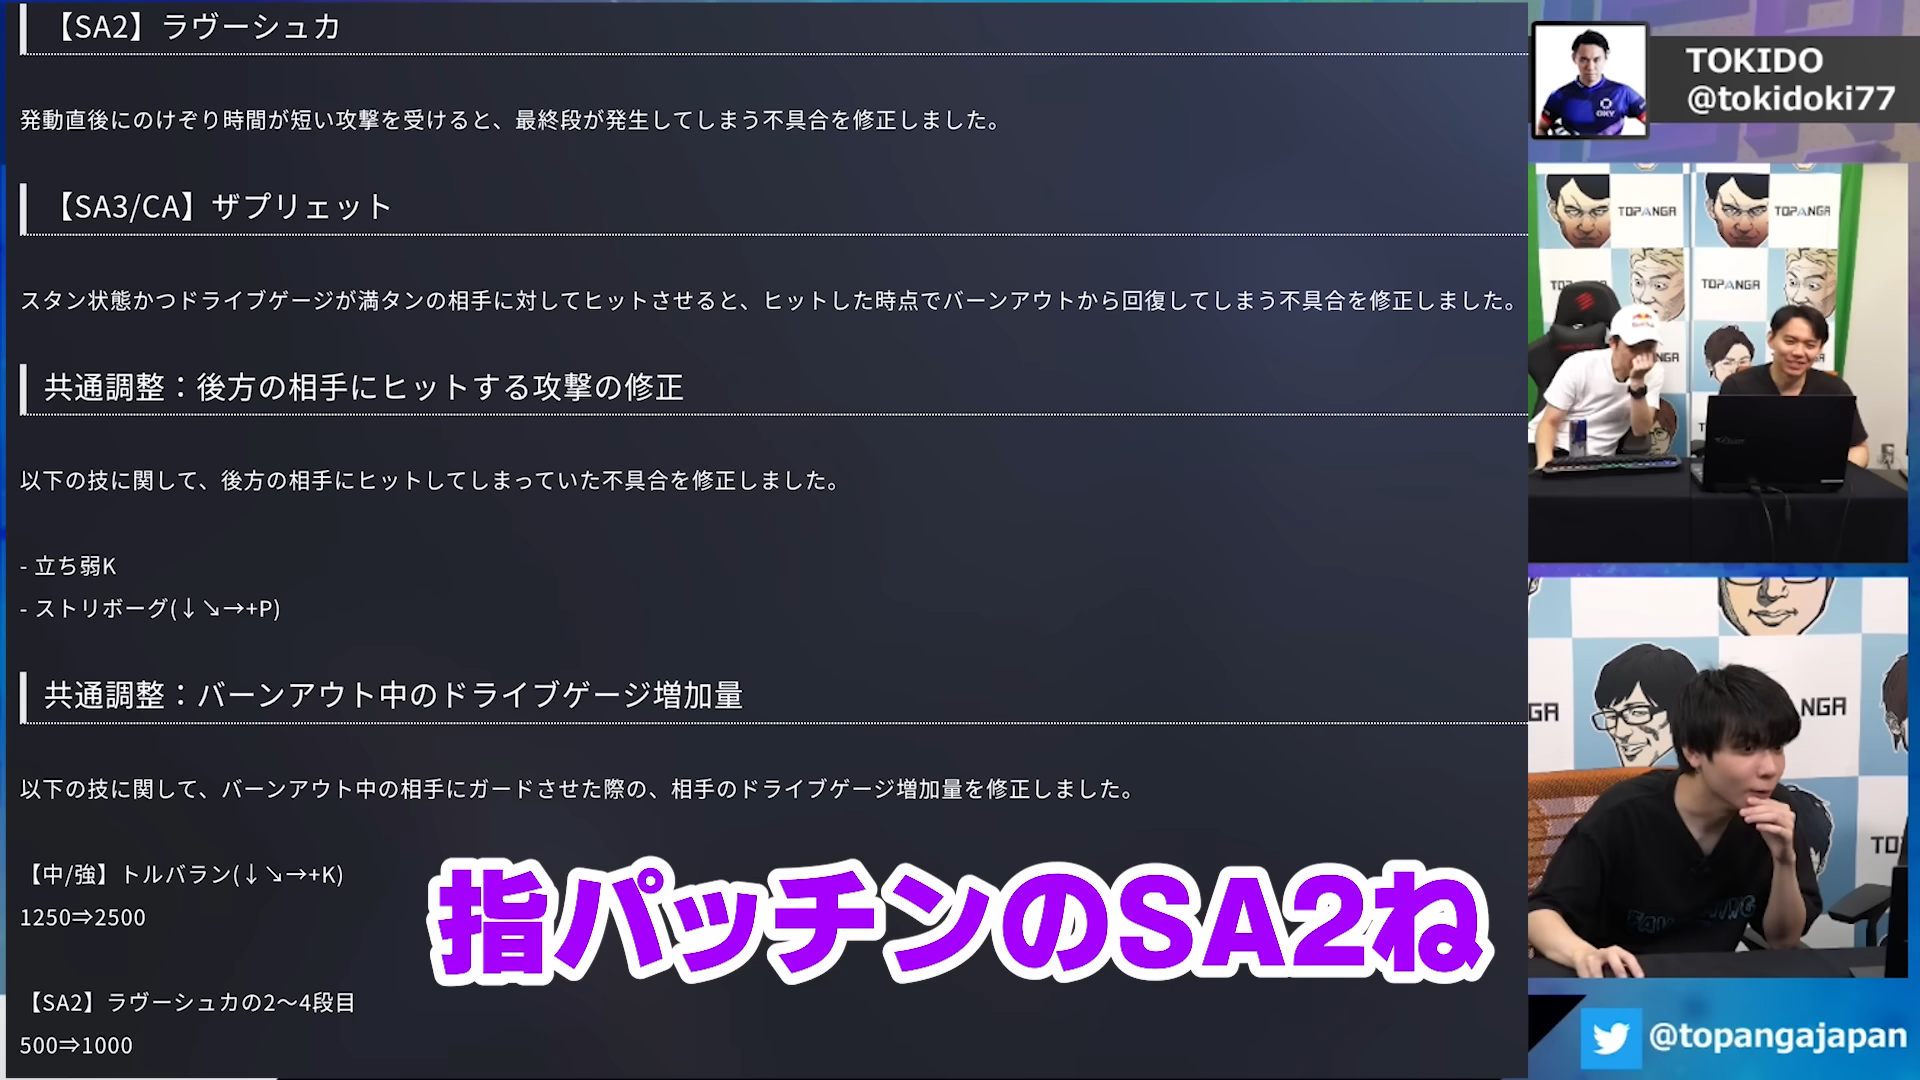 【SA2】ラヴーシュカ
発動直後にのけぞり時間が短い攻撃を受けると、最終段が発生してしまう不具合を修正しました。
【SA3/CA】ザプリェット
スタン状態かつドライブゲージが満タンの相手に対してヒットさせると、ヒットした時点でバーンアウトから回復してしまう不具合を修正しました。
共通調整：後方の相手にヒットする攻撃の修正
以下の技に関して、後方の相手にヒットしてしまっていた不具合を修正しました。
- 立ち弱K
- ストリボーグ(↓↘→+P)
共通調整：バーンアウト中のドライブゲージ増加量
以下の技に関して、バーンアウト中の相手にガードさせた際の、相手のドライブゲージ増加量を修正しました。
【中/強】トルバラン(↓↘→+K)
1250⇒2500
【SA2】ラヴーシュカの2～4段目
500⇒1000
指パッチンのSA2ね
TOKIDO
@tokidoki77
TOPANGA
TOPANGA
TOPANGA
@topangajapan